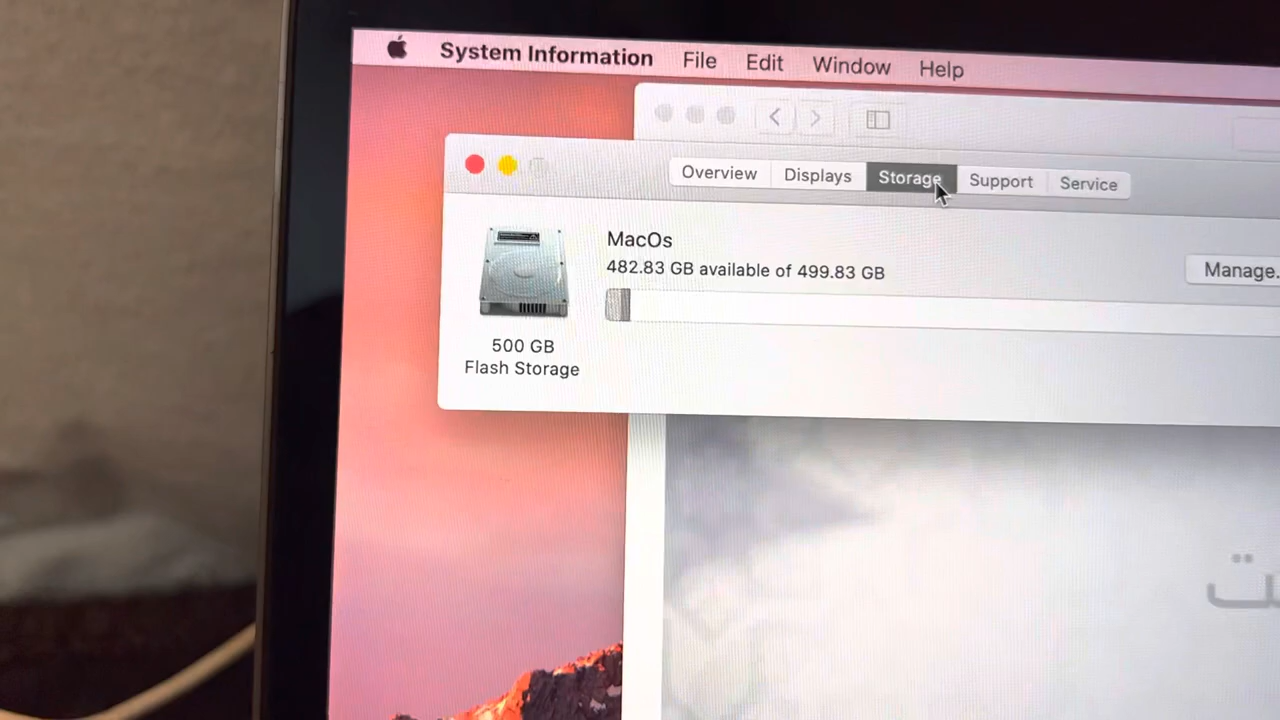 System Information File Edit Window Help
Overview Displays Storage Support Service
MacOs
482.83 GB available of 499.83 GB
Manage.
500 GB
Flash Storage